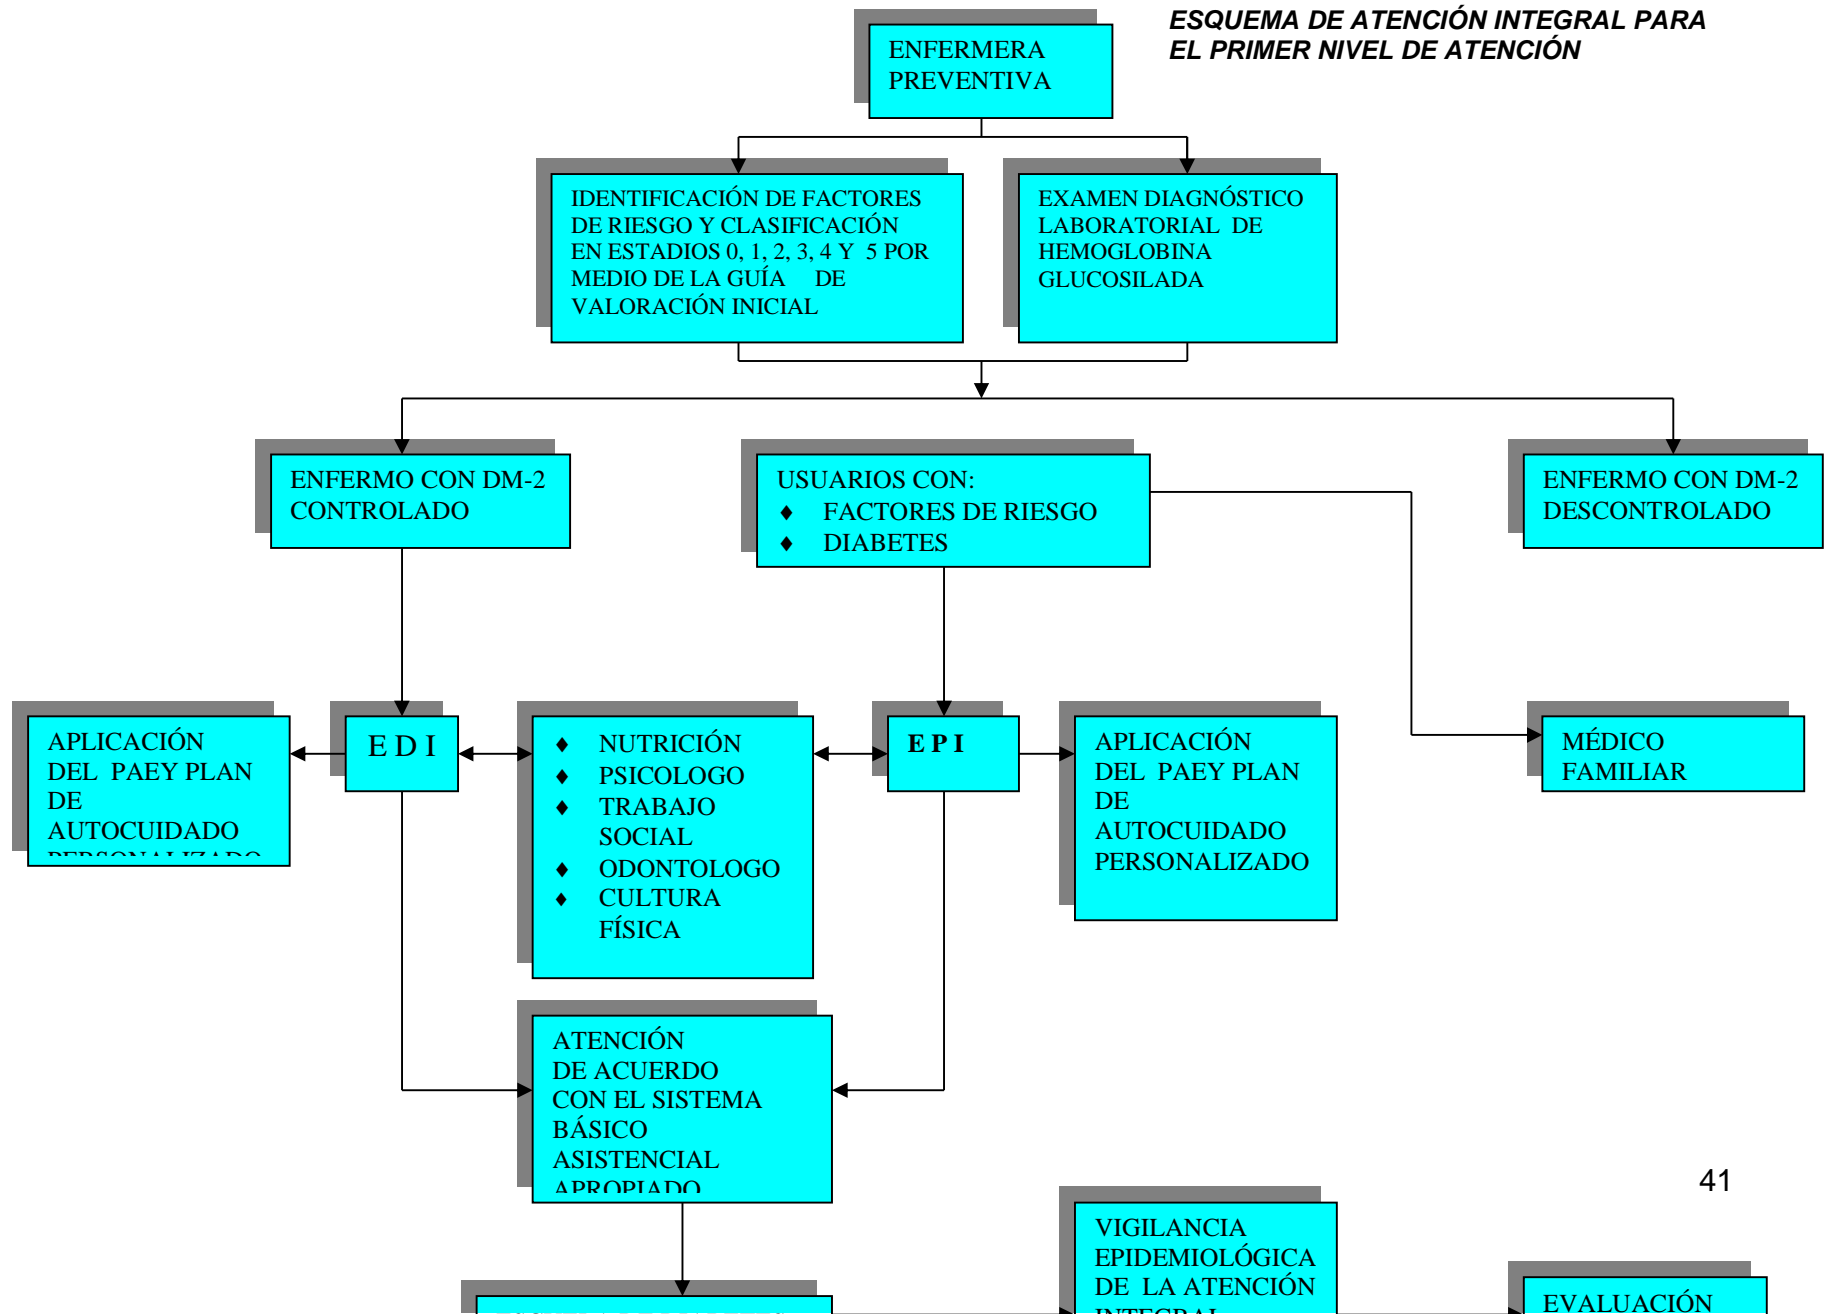 ESQUEMA DE ATENCIÓN INTEGRAL PARA
EL PRIMER NIVEL DE ATENCIÓN
ENFERMERA
PREVENTIVA
IDENTIFICACIÓN DE FACTORES
DE RIESGO Y CLASIFICACIÓN
EN ESTADIOS 0, 1, 2, 3, 4 Y 5 POR
MEDIO DE LA GUÍA DE
VALORACIÓN INICIAL
EXAMEN DIAGNÓSTICO
LABORATORIAL DE
HEMOGLOBINA
GLUCOSILADA
ENFERMO CON DM-2
CONTROLADO
USUARIOS CON:
♦ FACTORES DE RIESGO
♦ DIABETES
ENFERMO CON DM-2
DESCONTROLADO
APLICACIÓN
DEL PAEY PLAN
DE
AUTOCUIDADO
PERSONALIZADO
E D I
♦ NUTRICIÓN
♦ PSICOLOGO
♦ TRABAJO
SOCIAL
♦ ODONTOLOGO
♦ CULTURA
FÍSICA
E P I
APLICACIÓN
DEL PAEY PLAN
DE
AUTOCUIDADO
PERSONALIZADO
MÉDICO
FAMILIAR
ATENCIÓN
DE ACUERDO
CON EL SISTEMA
BÁSICO
ASISTENCIAL
APROPIADO
41
VIGILANCIA
EPIDEMIOLÓGICA
DE LA ATENCIÓN
INTEGRAL
EVALUACIÓN